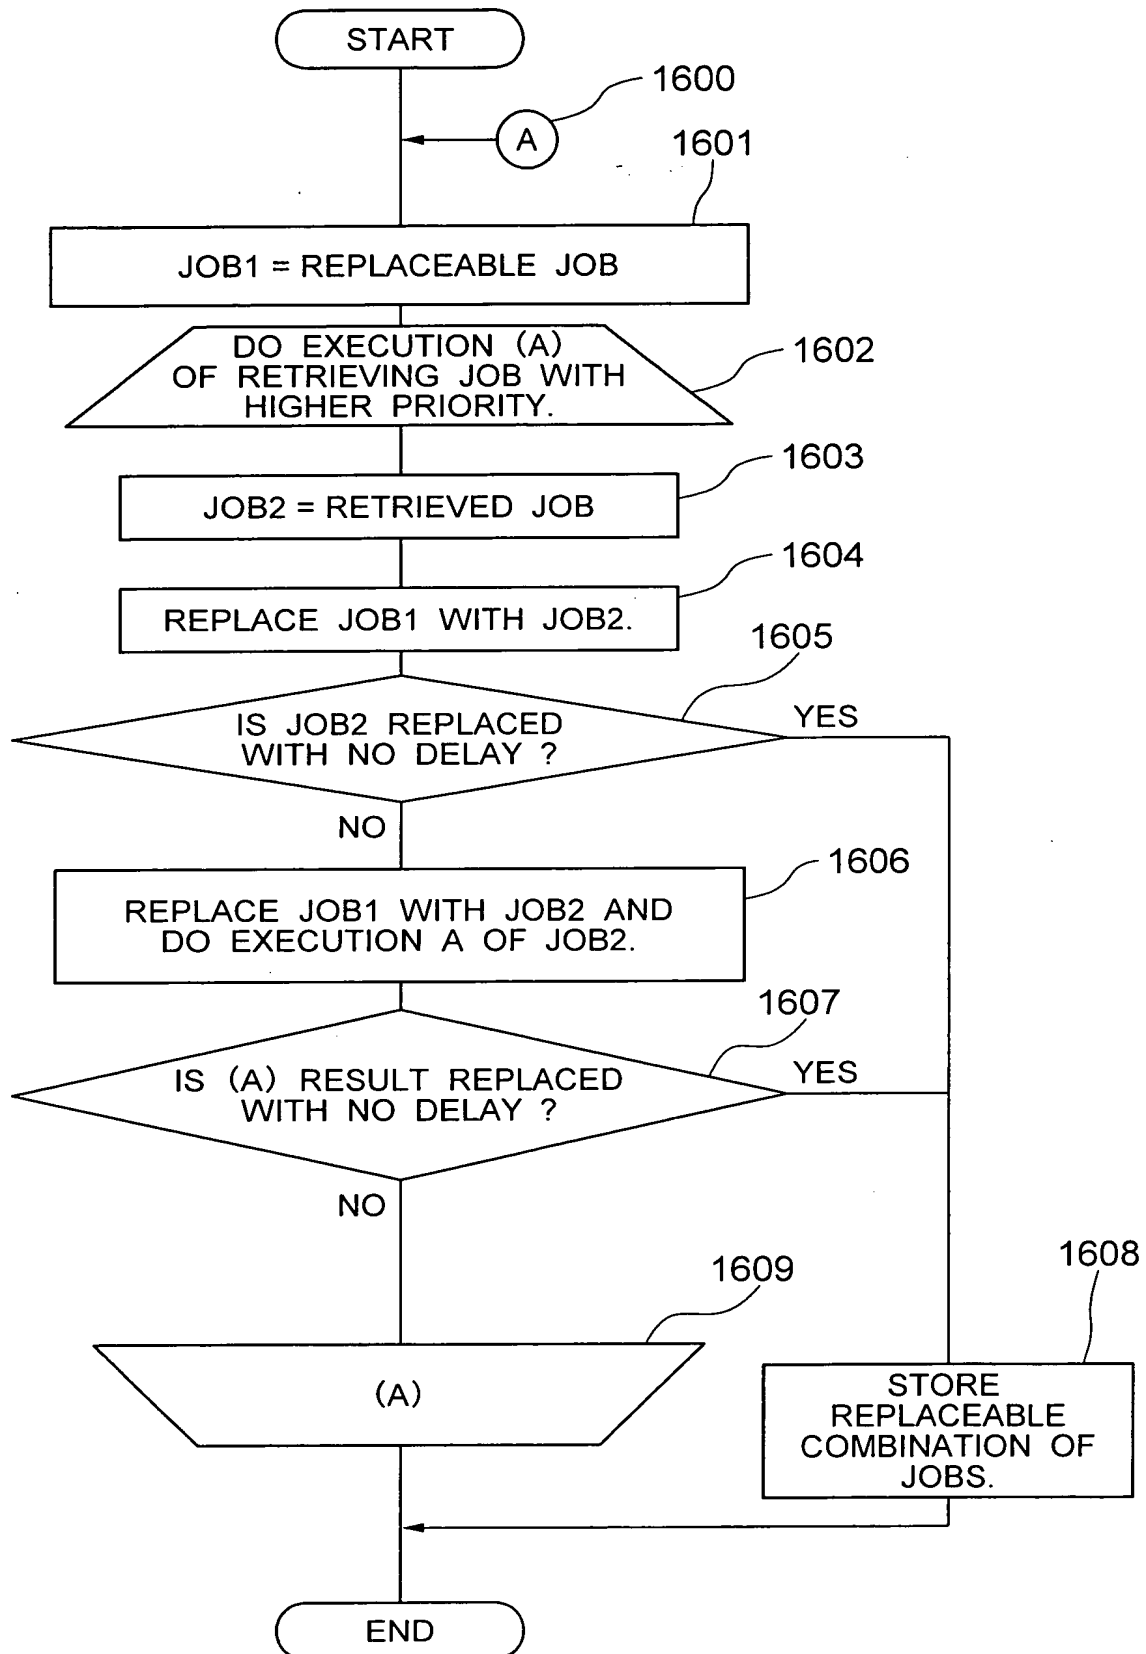 START
1600
A
1601
JOB1 = REPLACEABLE JOB
DO EXECUTION (A)
OF RETRIEVING JOB WITH
HIGHER PRIORITY.
1602
1603
JOB2 = RETRIEVED JOB
1604
REPLACE JOB1 WITH JOB2.
1605
IS JOB2 REPLACED
WITH NO DELAY ?
YES
NO
1606
REPLACE JOB1 WITH JOB2 AND
DO EXECUTION A OF JOB2.
1607
IS (A) RESULT REPLACED
WITH NO DELAY ?
YES
NO
1609
(A)
1608
STORE
REPLACEABLE
COMBINATION OF
JOBS.
END